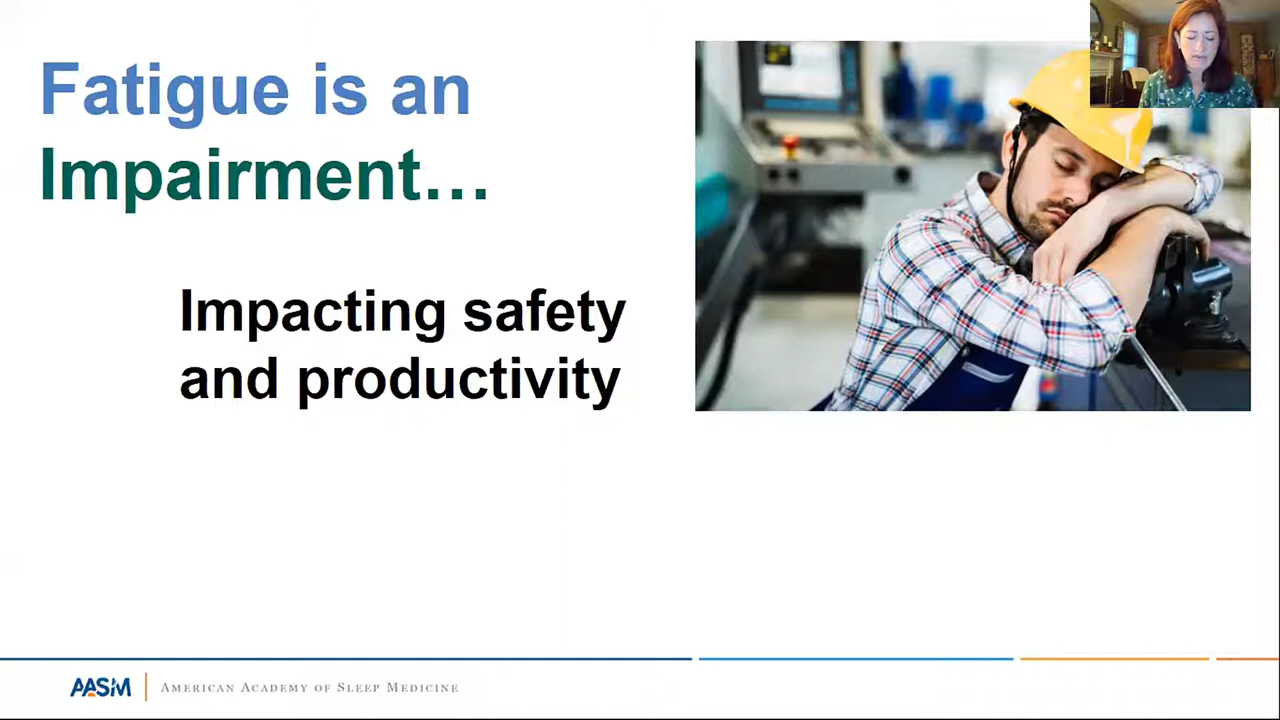 Fatigue is an
Impairment…
Impacting safety
and productivity
AASM
AMERICAN ACADEMY OF SLEEP MEDICINE